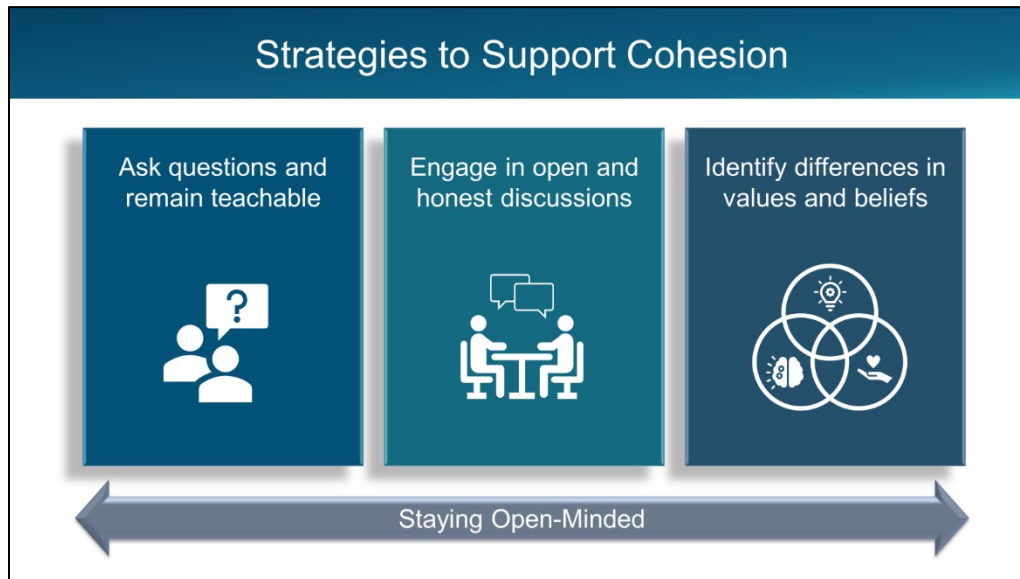 Strategies to Support Cohesion
Ask questions and
remain teachable
?
Engage in open and
honest discussions
Identify differences in
values and beliefs
Staying Open-Minded